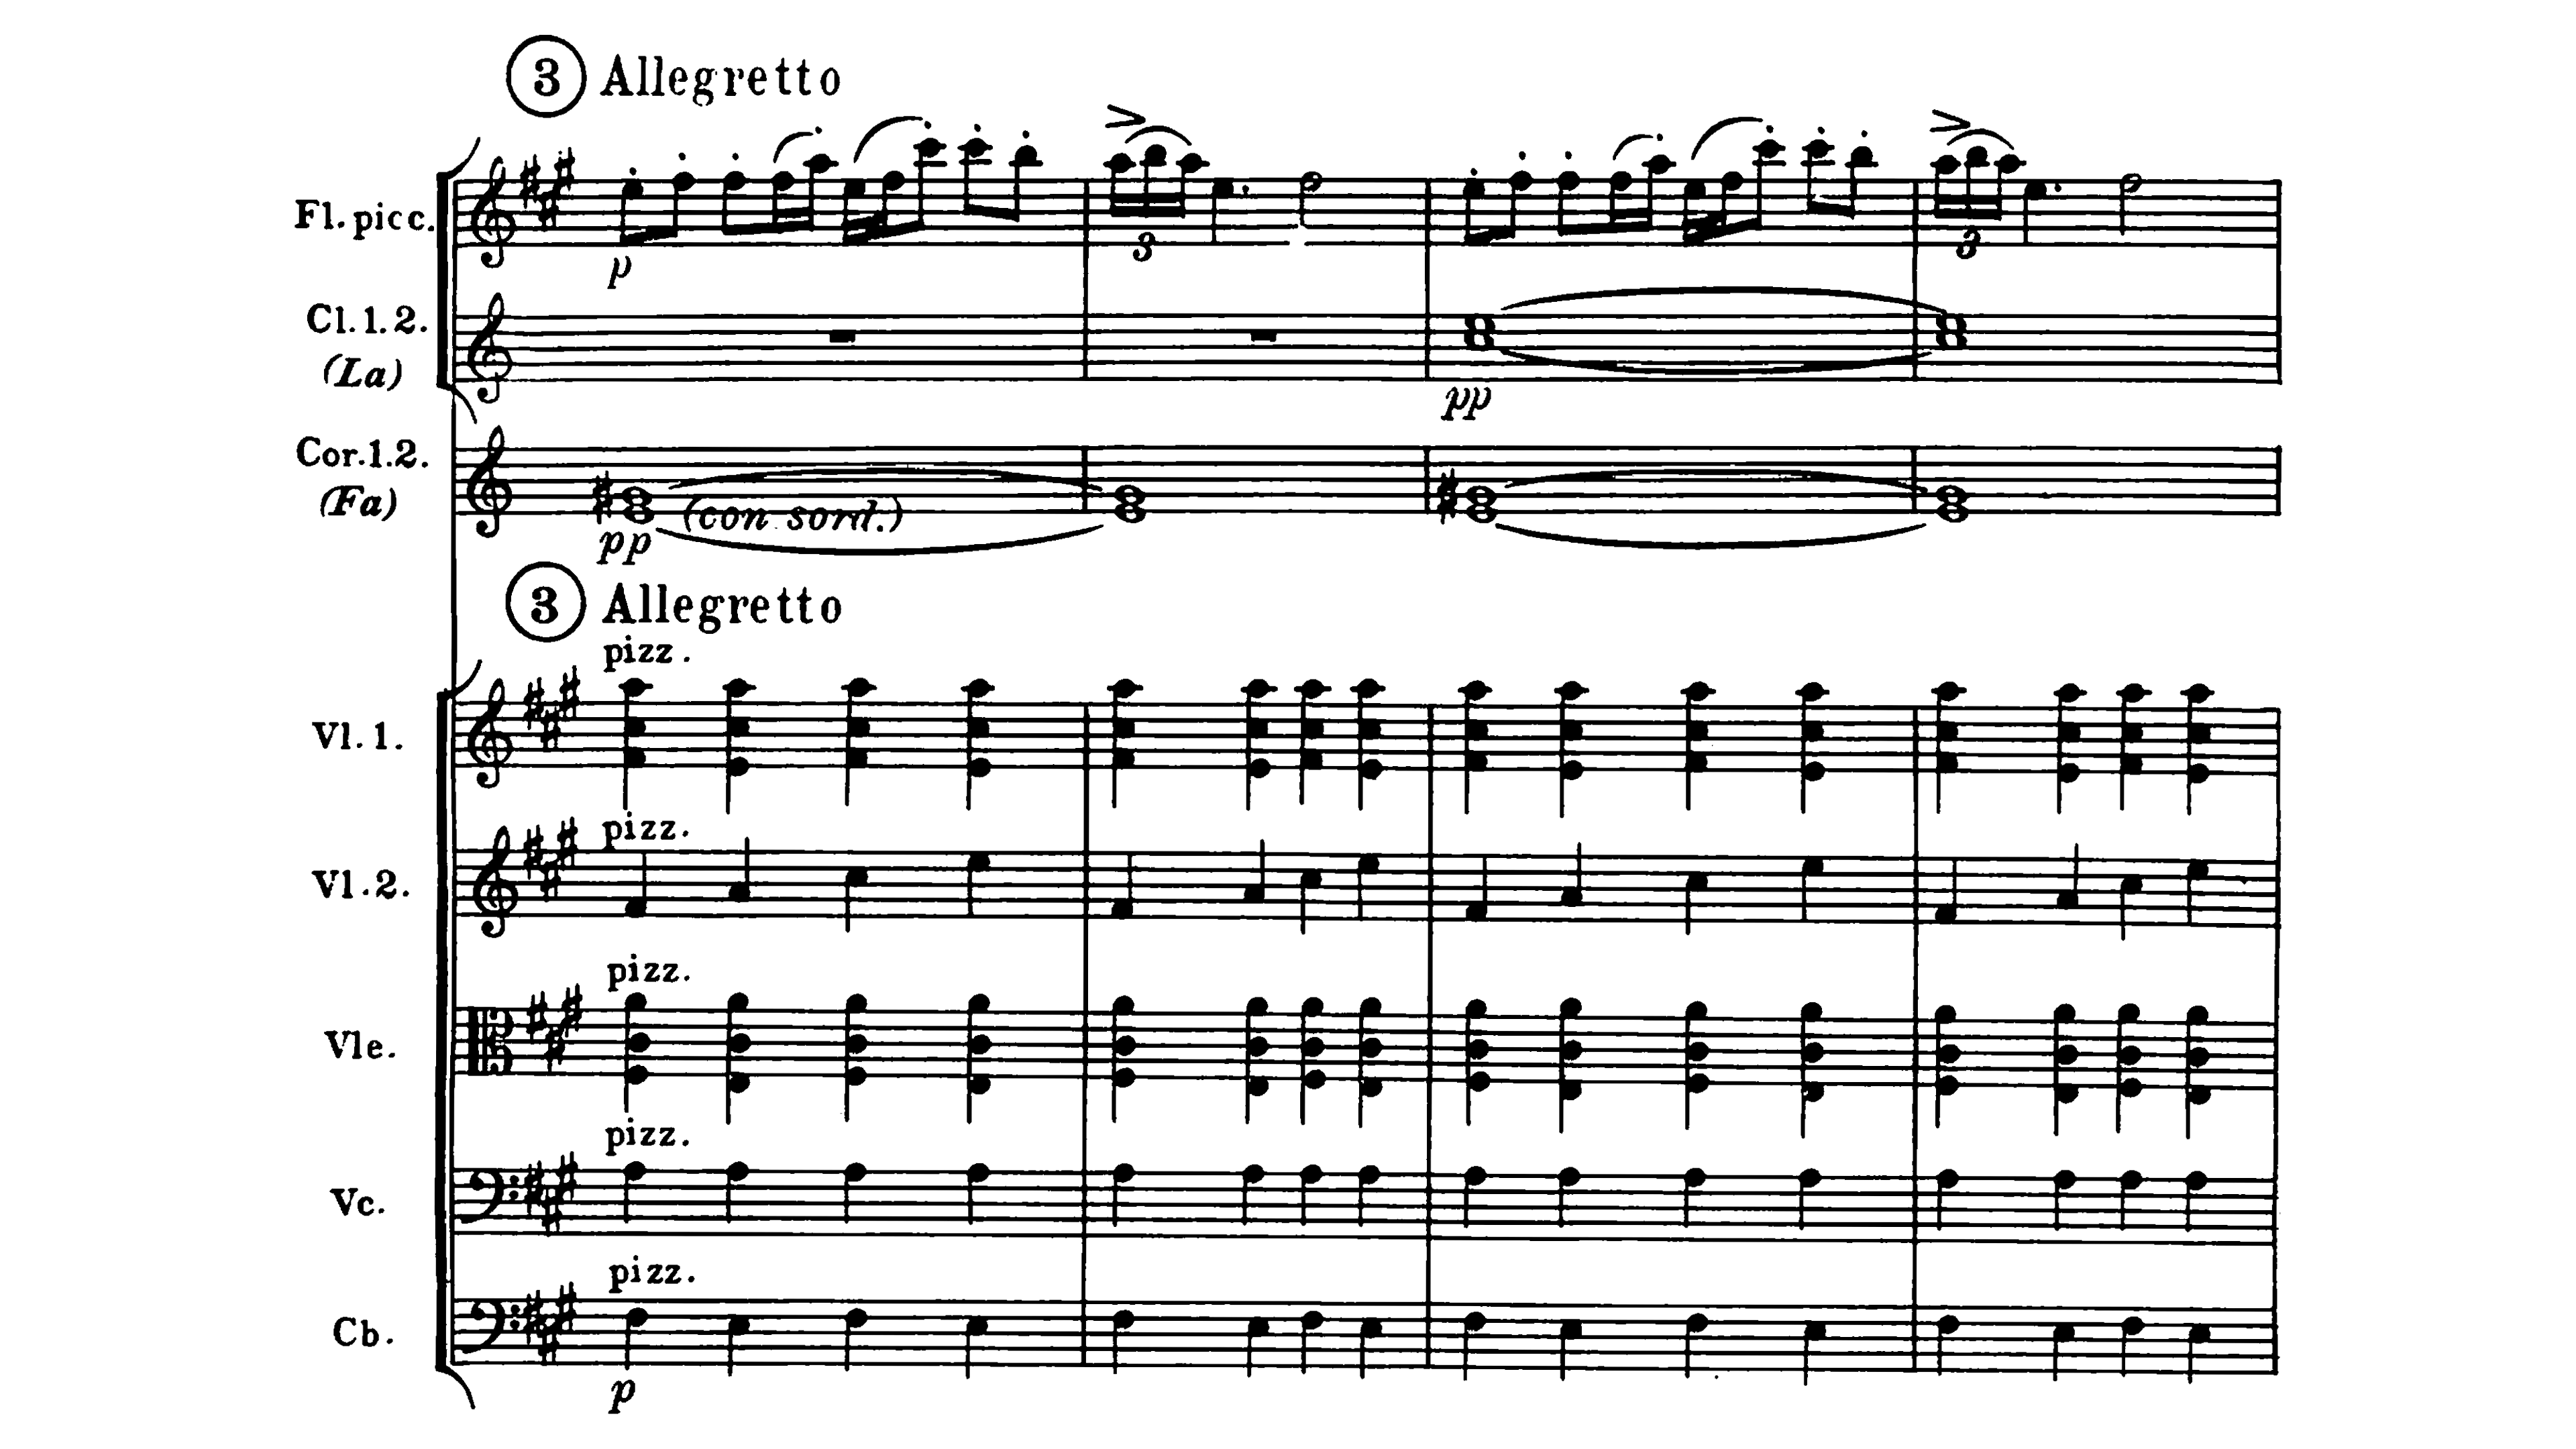 3 Allegretto
Fl. picc.
p
3
3
Cl. 1. 2.
(La)
pp
Cor. 1. 2.
(Fa)
(con sord.)
pp
3 Allegretto
pizz.
Vl. 1.
pizz.
Vl. 2.
pizz.
Vle.
pizz.
Vc.
pizz.
Cb.
p